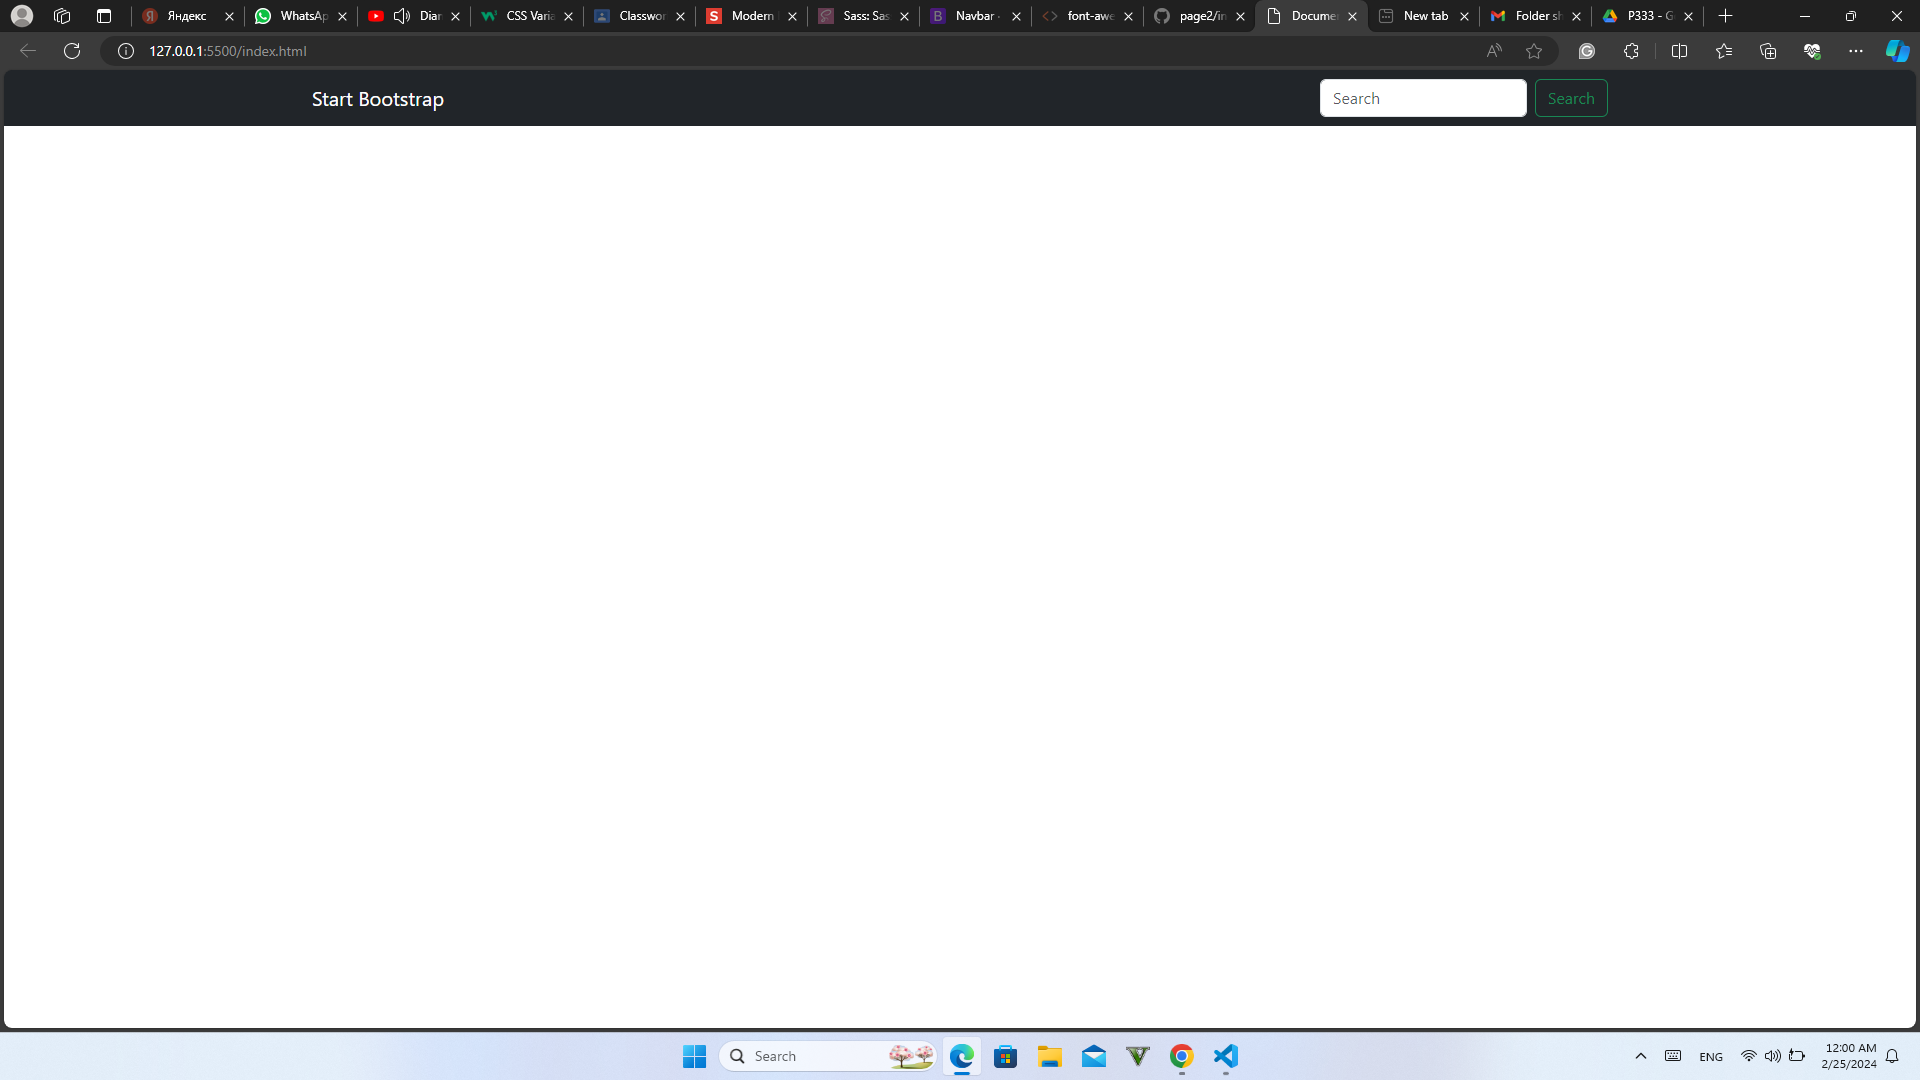 Яндекс
WhatsAp
Diar
CSS Varia
Classwor
Modern
Sass: Sas
Navbar
font-awe
page2/in
Docume
New tab
Folder sh
P333 - G
127.0.0.1:5500/index.html
Start Bootstrap
Search
Search
Search
ENG
12:00 AM
2/25/2024